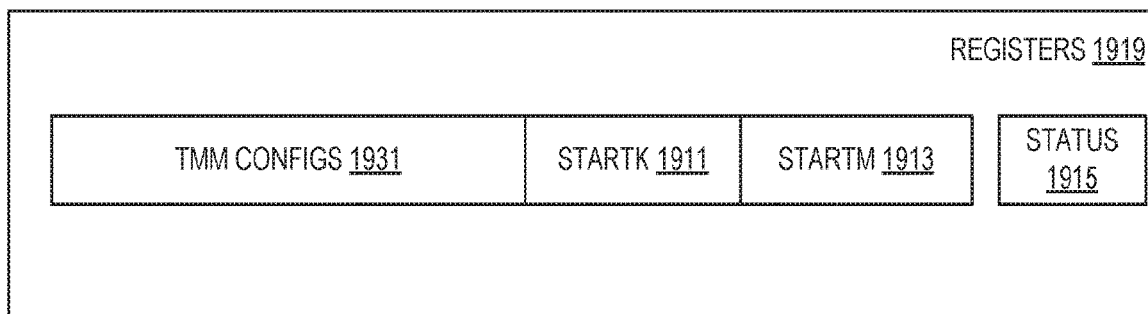 REGISTERS 1919
TMM CONFIGS 1931 STARTK 1911 STARTM 1913 STATUS
1915